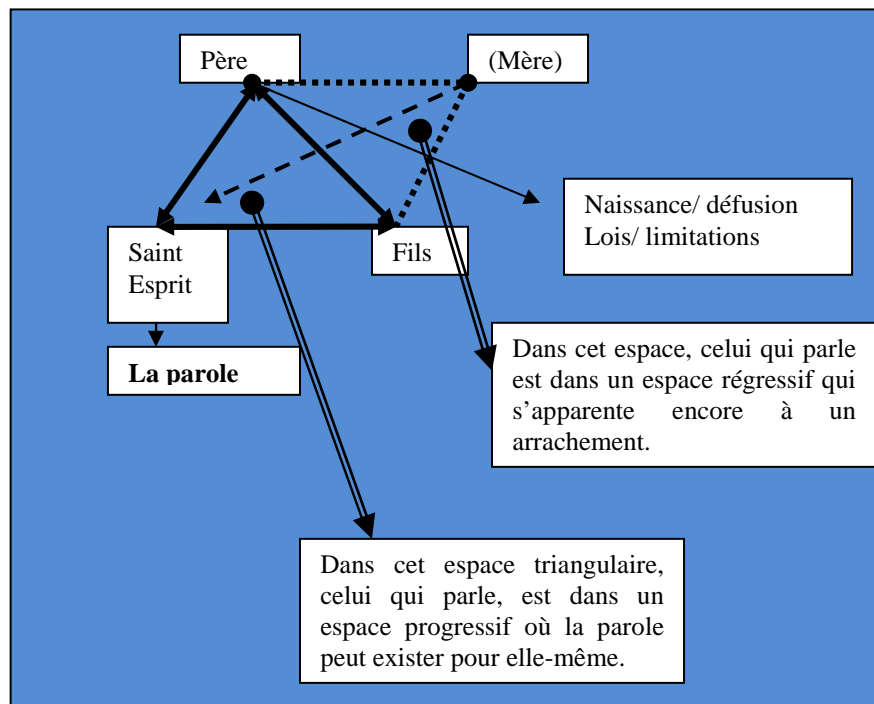 Père
(Mère)
Naissance/ défusion
Lois/ limitations
Saint
Esprit
Fils
La parole
Dans cet espace, celui qui parle
est dans un espace régressif qui
s’apparente encore à un
arrachement.
Dans cet espace triangulaire,
celui qui parle, est dans un
espace progressif où la parole
peut exister pour elle-même.